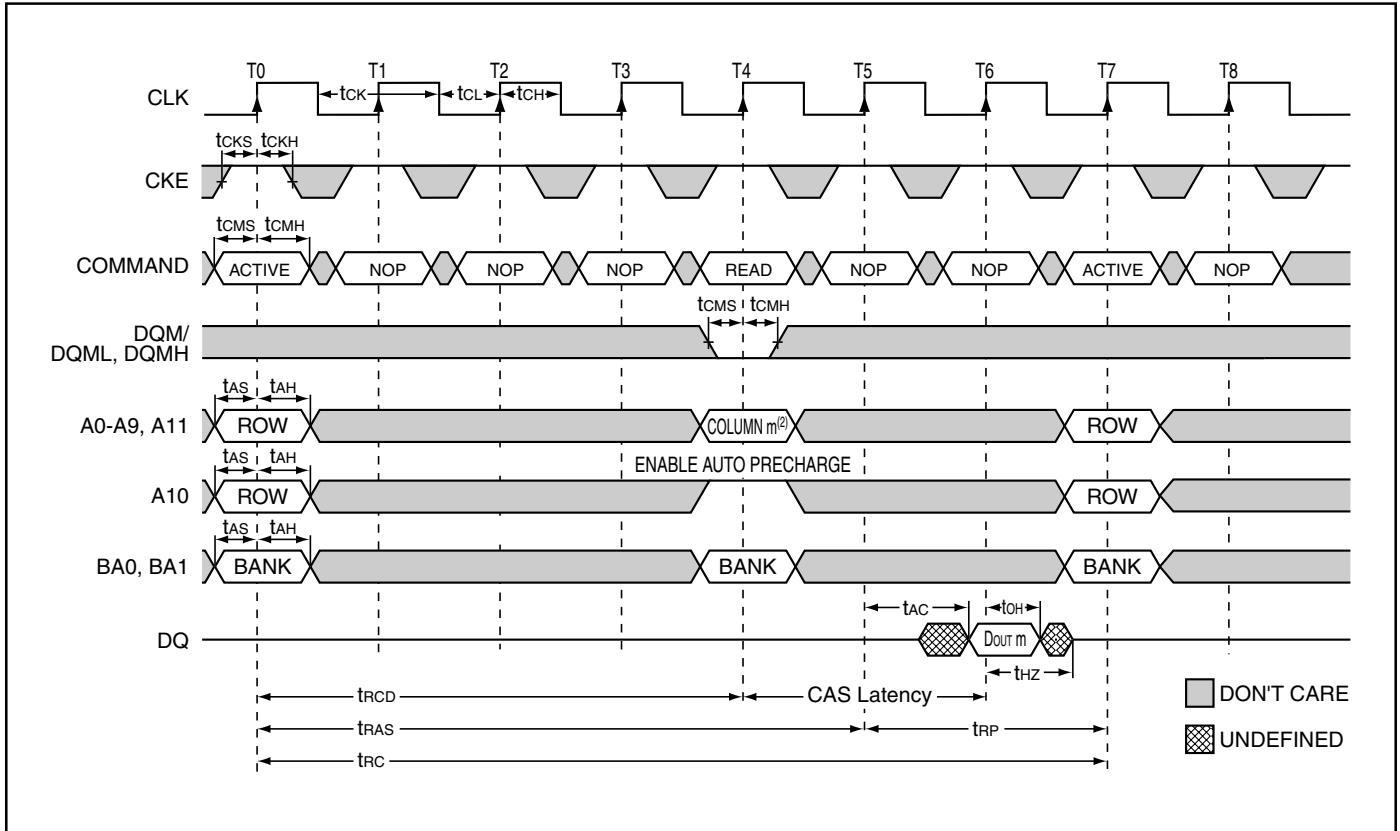 T0 T1 T2 T3 T4 T5 T6 T7 T8
CLK tCK tCL tCH
tCKS tCKH
CKE
tCMS tCMH
COMMAND ACTIVE NOP NOP NOP READ NOP NOP ACTIVE NOP
tCMS tCMH
DQM/
DQML, DQMH
tAS tAH
A0-A9, A11 ROW COLUMN m(2) ROW
tAS tAH ENABLE AUTO PRECHARGE
A10 ROW ROW
tAS tAH
BA0, BA1 BANK BANK BANK
tAC tOH
DQ DOUT m
tHZ
tRCD CAS Latency
DON'T CARE
tRAS tRP
UNDEFINED
tRC